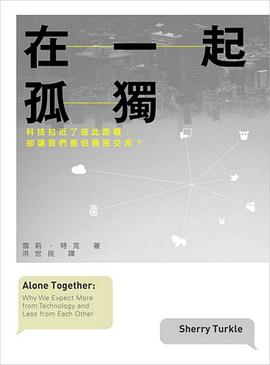 在一起
孤獨
科技拉近了彼此距離，
卻讓我們害怕親密交流？
雪莉・特克 著
洪世民 譯
Alone Together:
Why We Expect More
from Technology and
Less from Each Other
Sherry Turkle